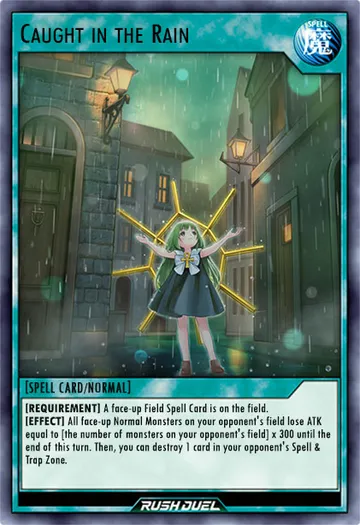 CAUGHT IN THE RAIN
SPELL
魔
[SPELL CARD/NORMAL]
[REQUIREMENT] A face-up Field Spell Card is on the field.
[EFFECT] All face-up Normal Monsters on your opponent's field lose ATK
equal to [the number of monsters on your opponent's field] x 300 until the
end of this turn. Then, you can destroy 1 card in your opponent's Spell &
Trap Zone.
RUSH DUEL